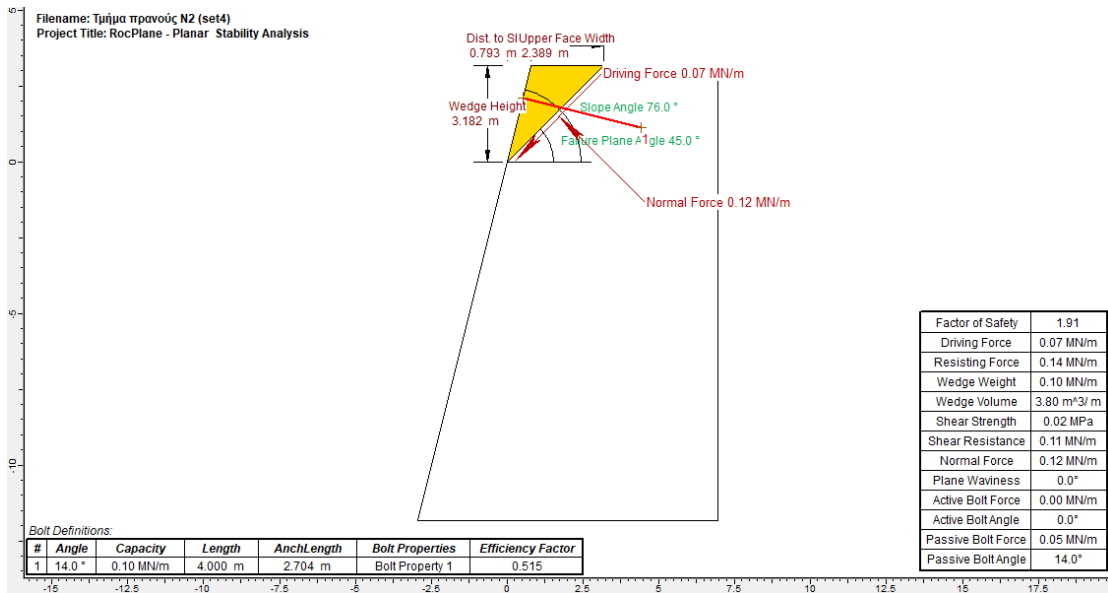 Filename: Τμήμα πρανούς N2 (set4)
Project Title: RocPlane - Planar Stability Analysis
Dist. to Sl Upper Face Width
0.793 m 2.389 m
Driving Force 0.07 MN/m
Wedge Height
3.182 m
Slope Angle 76.0 °
1
Failure Plane Angle 45.0 °
Normal Force 0.12 MN/m
Factor of Safety 1.91
Driving Force 0.07 MN/m
Resisting Force 0.14 MN/m
Wedge Weight 0.10 MN/m
Wedge Volume 3.80 m^3/ m
Shear Strength 0.02 MPa
Shear Resistance 0.11 MN/m
Normal Force 0.12 MN/m
Plane Waviness 0.0°
Active Bolt Force 0.00 MN/m
Active Bolt Angle 0.0°
Passive Bolt Force 0.05 MN/m
Passive Bolt Angle 14.0°
Bolt Definitions:
# Angle Capacity Length AnchLength Bolt Properties Efficiency Factor
1 14.0 ° 0.10 MN/m 4.000 m 2.704 m Bolt Property 1 0.515
5
0
-5
-10
-15 -12.5 -10 -7.5 -5 -2.5 0 2.5 5 7.5 10 12.5 15 17.5